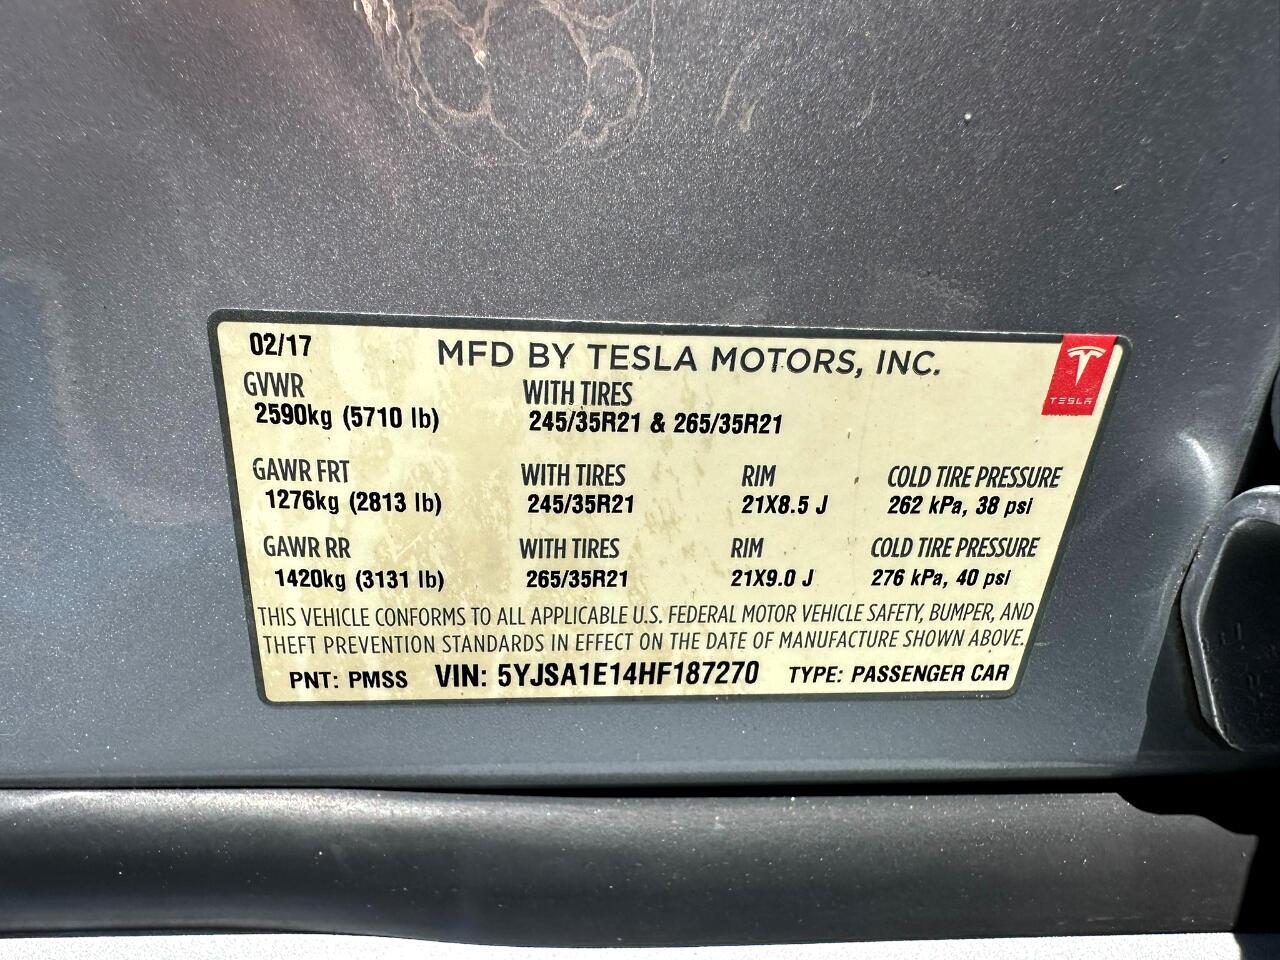 02/17 MFD BY TESLA MOTORS, INC.
TESLA
GVWR WITH TIRES
2590kg (5710 lb) 245/35R21 & 265/35R21
GAWR FRT WITH TIRES RIM COLD TIRE PRESSURE
1276kg (2813 lb) 245/35R21 21X8.5 J 262 kPa, 38 psi
GAWR RR WITH TIRES RIM COLD TIRE PRESSURE
1420kg (3131 lb) 265/35R21 21X9.0 J 276 kPa, 40 psi
THIS VEHICLE CONFORMS TO ALL APPLICABLE U.S. FEDERAL MOTOR VEHICLE SAFETY, BUMPER, AND
THEFT PREVENTION STANDARDS IN EFFECT ON THE DATE OF MANUFACTURE SHOWN ABOVE.
PNT: PMSS VIN: 5YJSA1E14HF187270 TYPE: PASSENGER CAR